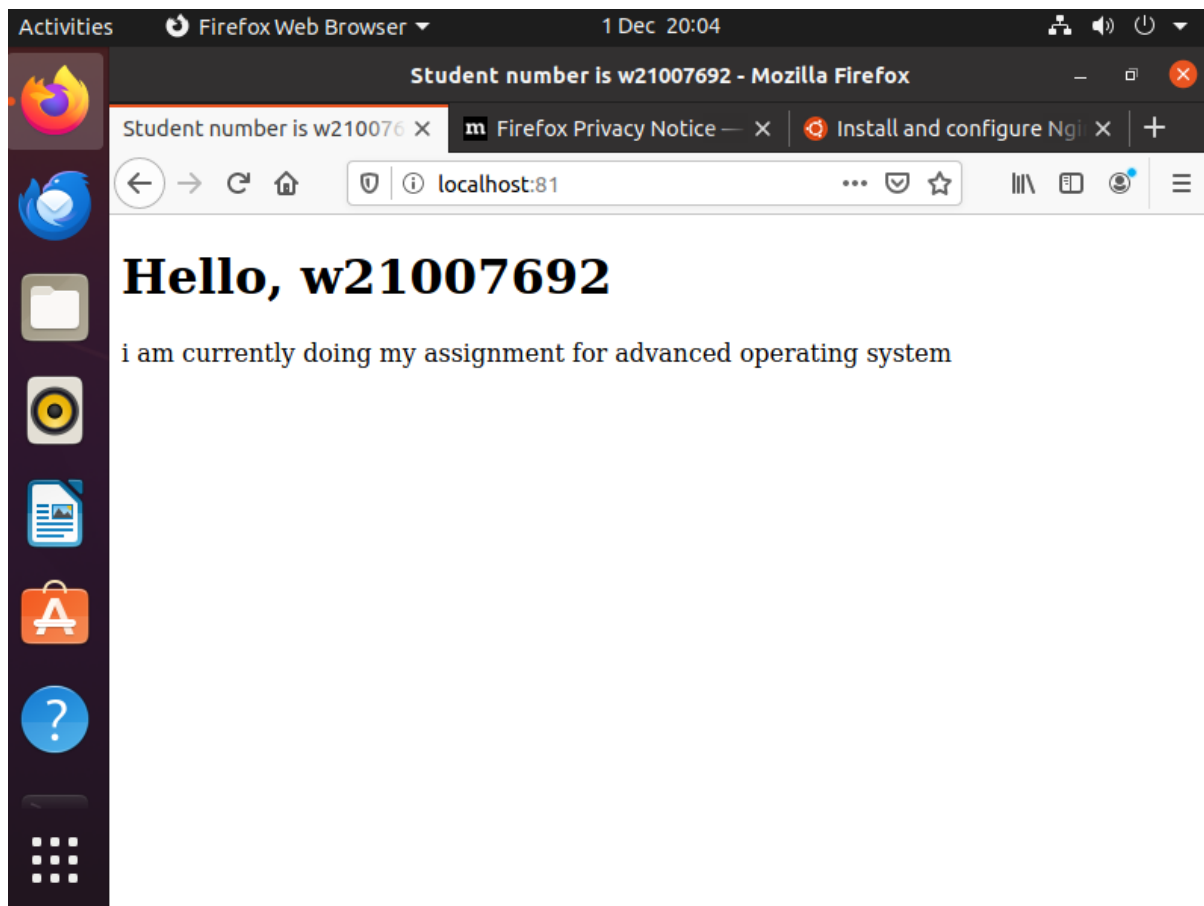 Activities Firefox Web Browser 1 Dec 20:04
Student number is w21007692 - Mozilla Firefox
Student number is w210076 m Firefox Privacy Notice — Install and configure Ngi
localhost:81
Hello, w21007692
i am currently doing my assignment for advanced operating system